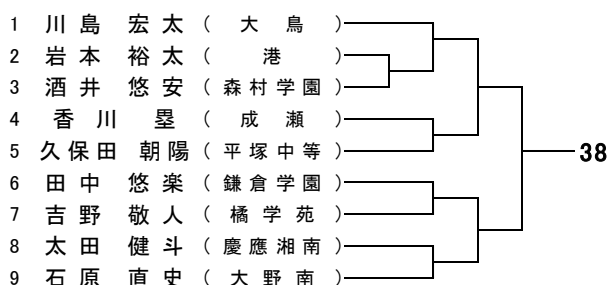 1 川島 宏太 ( 大鳥 )
2 岩本 裕太 ( 港 )
3 酒井 悠安 ( 森村学園 )
4 香川 塁 ( 成瀬 )
5 久保田 朝陽 ( 平塚中等 )
6 田中 悠楽 ( 鎌倉学園 )
7 吉野 敬人 ( 橘学苑 )
8 太田 健斗 ( 慶應湘南 )
9 石原 直史 ( 大野南 )
38